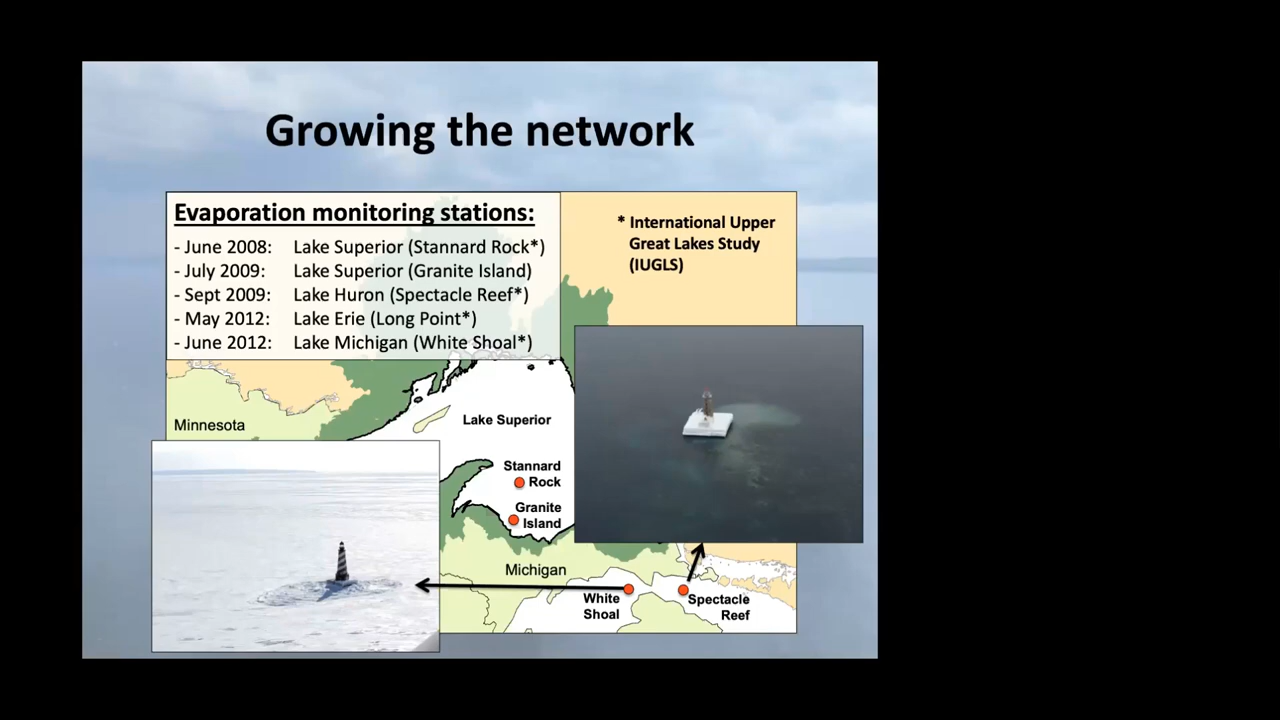 Growing the network
Evaporation monitoring stations:
- June 2008: Lake Superior (Stannard Rock*)
- July 2009: Lake Superior (Granite Island)
- Sept 2009: Lake Huron (Spectacle Reef*)
- May 2012: Lake Erie (Long Point*)
- June 2012: Lake Michigan (White Shoal*)
* International Upper
Great Lakes Study
(IUGLS)
Minnesota
Lake Superior
Stannard
Rock
Granite
Island
Michigan
White
Shoal
Spectacle
Reef